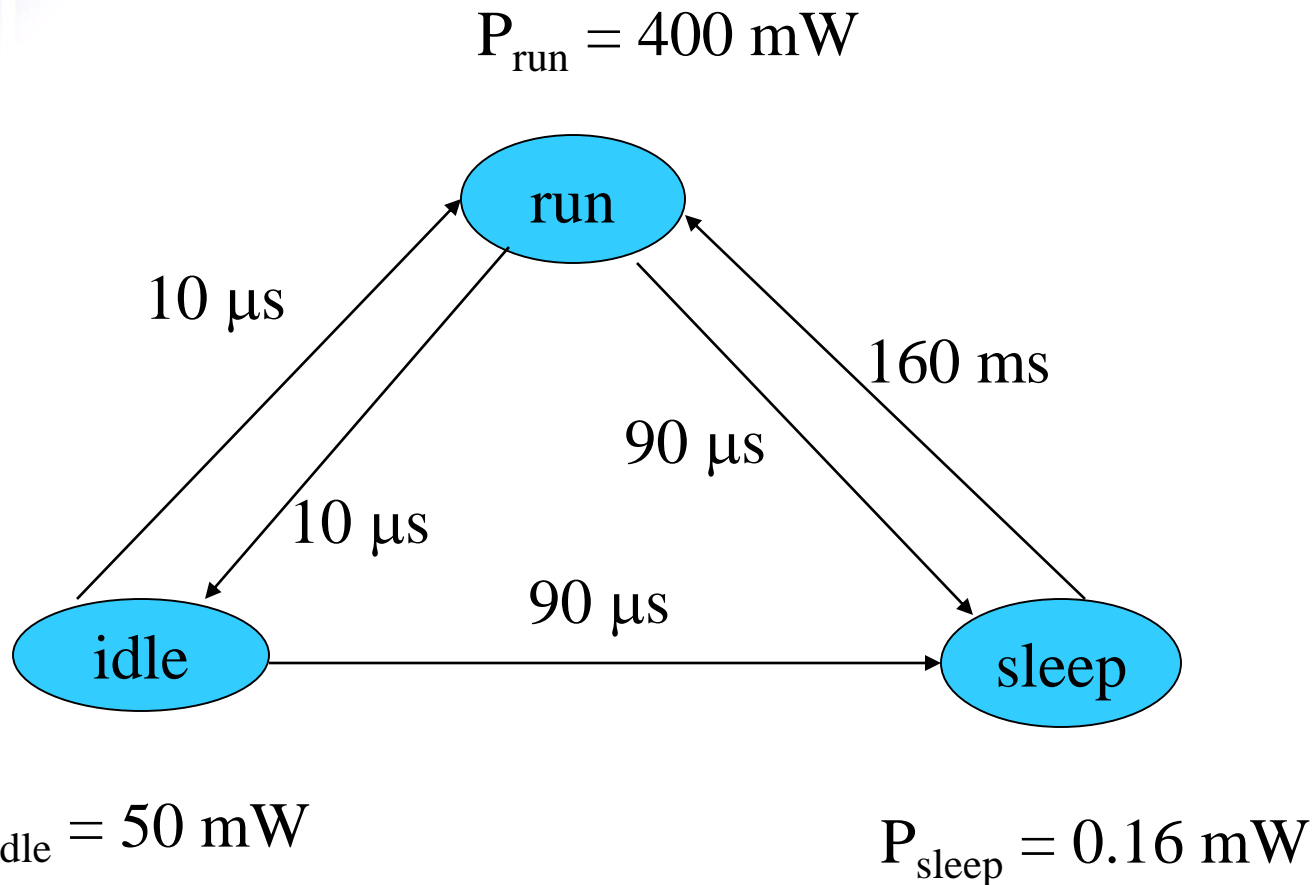 P_run = 400 mW
run
10 μs
160 ms
90 μs
10 μs
90 μs
idle
sleep
dle = 50 mW
P_sleep = 0.16 mW